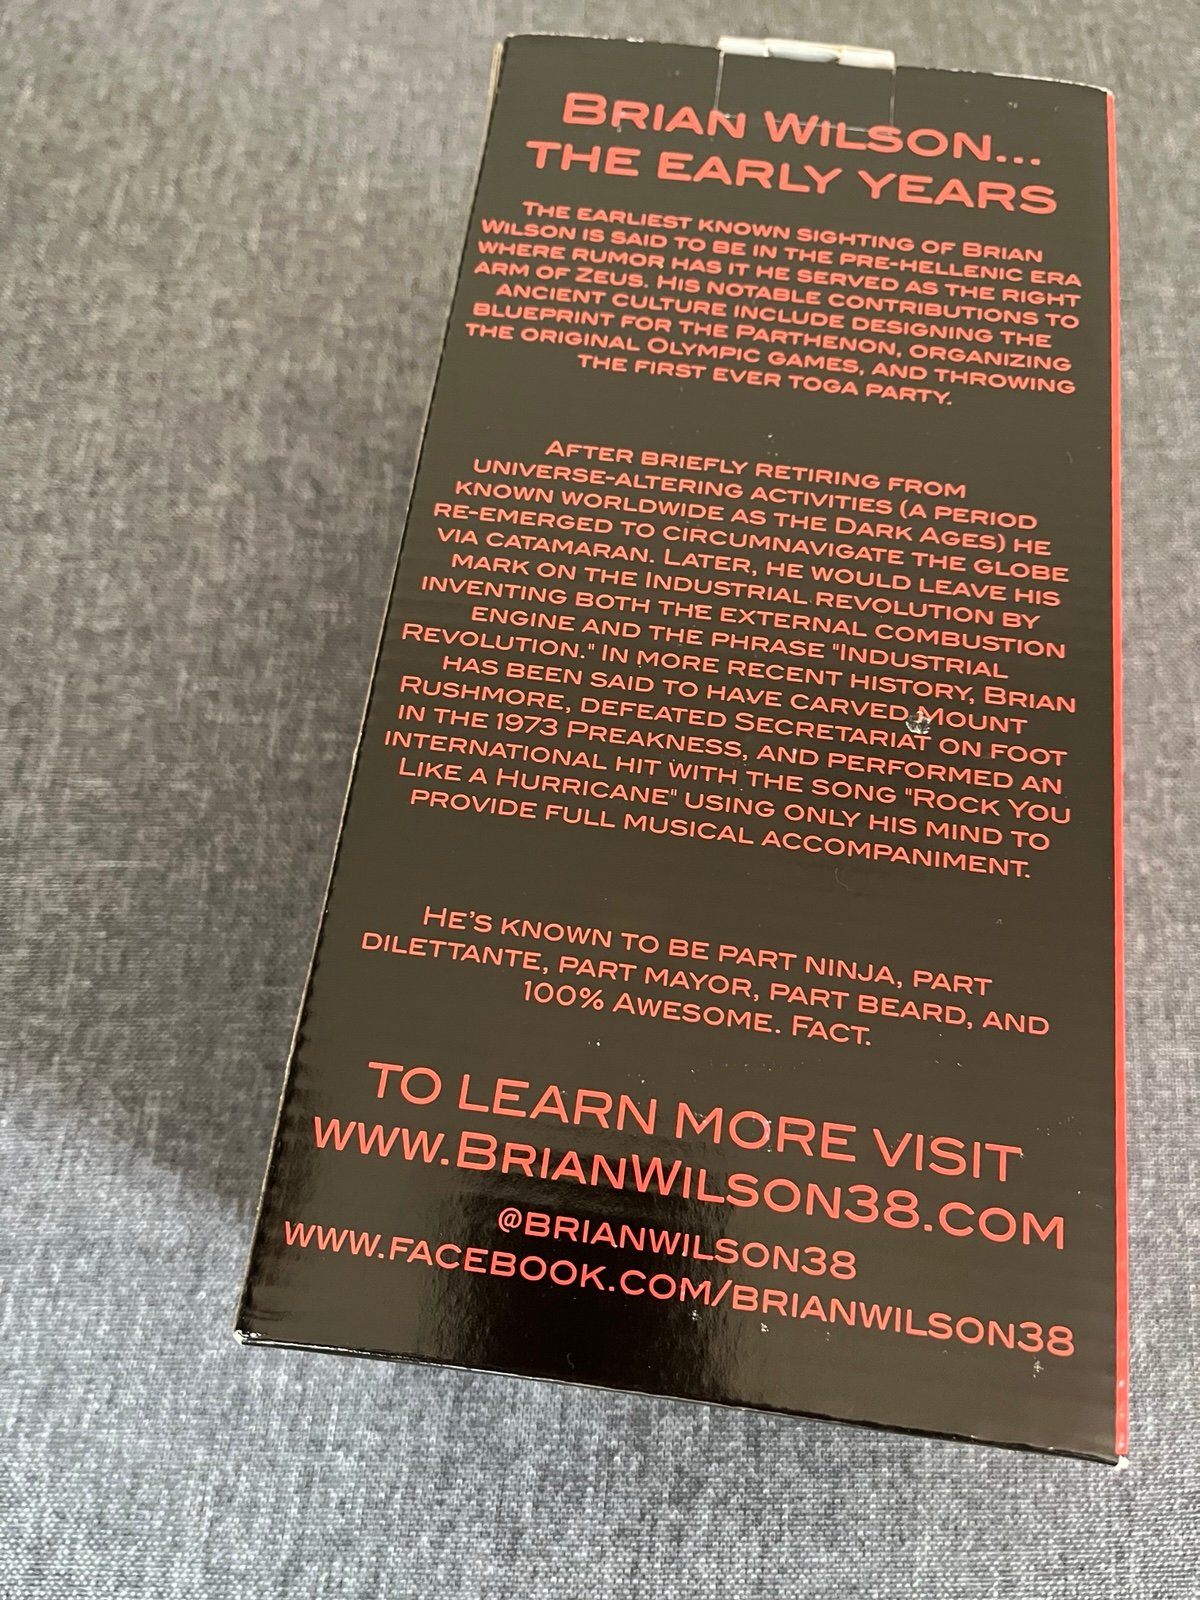 BRIAN WILSON...
THE EARLY YEARS
THE EARLIEST KNOWN SIGHTING OF BRIAN
WILSON IS SAID TO BE IN THE PRE-HELLENIC ERA
WHERE RUMOR HAS IT HE SERVED AS THE RIGHT
ARM OF ZEUS. HIS NOTABLE CONTRIBUTIONS TO
ANCIENT CULTURE INCLUDE DESIGNING THE
BLUEPRINT FOR THE PARTHENON, ORGANIZING
THE ORIGINAL OLYMPIC GAMES, AND THROWING
THE FIRST EVER TOGA PARTY.
AFTER BRIEFLY RETIRING FROM
UNIVERSE-ALTERING ACTIVITIES (A PERIOD
KNOWN WORLDWIDE AS THE DARK AGES) HE
RE-EMERGED TO CIRCUMNAVIGATE THE GLOBE
VIA CATAMARAN. LATER, HE WOULD LEAVE HIS
MARK ON THE INDUSTRIAL REVOLUTION BY
INVENTING BOTH THE EXTERNAL COMBUSTION
ENGINE AND THE PHRASE "INDUSTRIAL
REVOLUTION." IN MORE RECENT HISTORY, BRIAN
HAS BEEN SAID TO HAVE CARVED MOUNT
RUSHMORE, DEFEATED SECRETARIAT ON FOOT
IN THE 1973 PREAKNESS, AND PERFORMED AN
INTERNATIONAL HIT WITH THE SONG "ROCK YOU
LIKE A HURRICANE" USING ONLY HIS MIND TO
PROVIDE FULL MUSICAL ACCOMPANIMENT.
HE'S KNOWN TO BE PART NINJA, PART
DILETTANTE, PART MAYOR, PART BEARD, AND
100% AWESOME. FACT.
TO LEARN MORE VISIT
WWW.BRIANWILSON38.COM
@BRIANWILSON38
WWW.FACEBOOK.COM/BRIANWILSON38